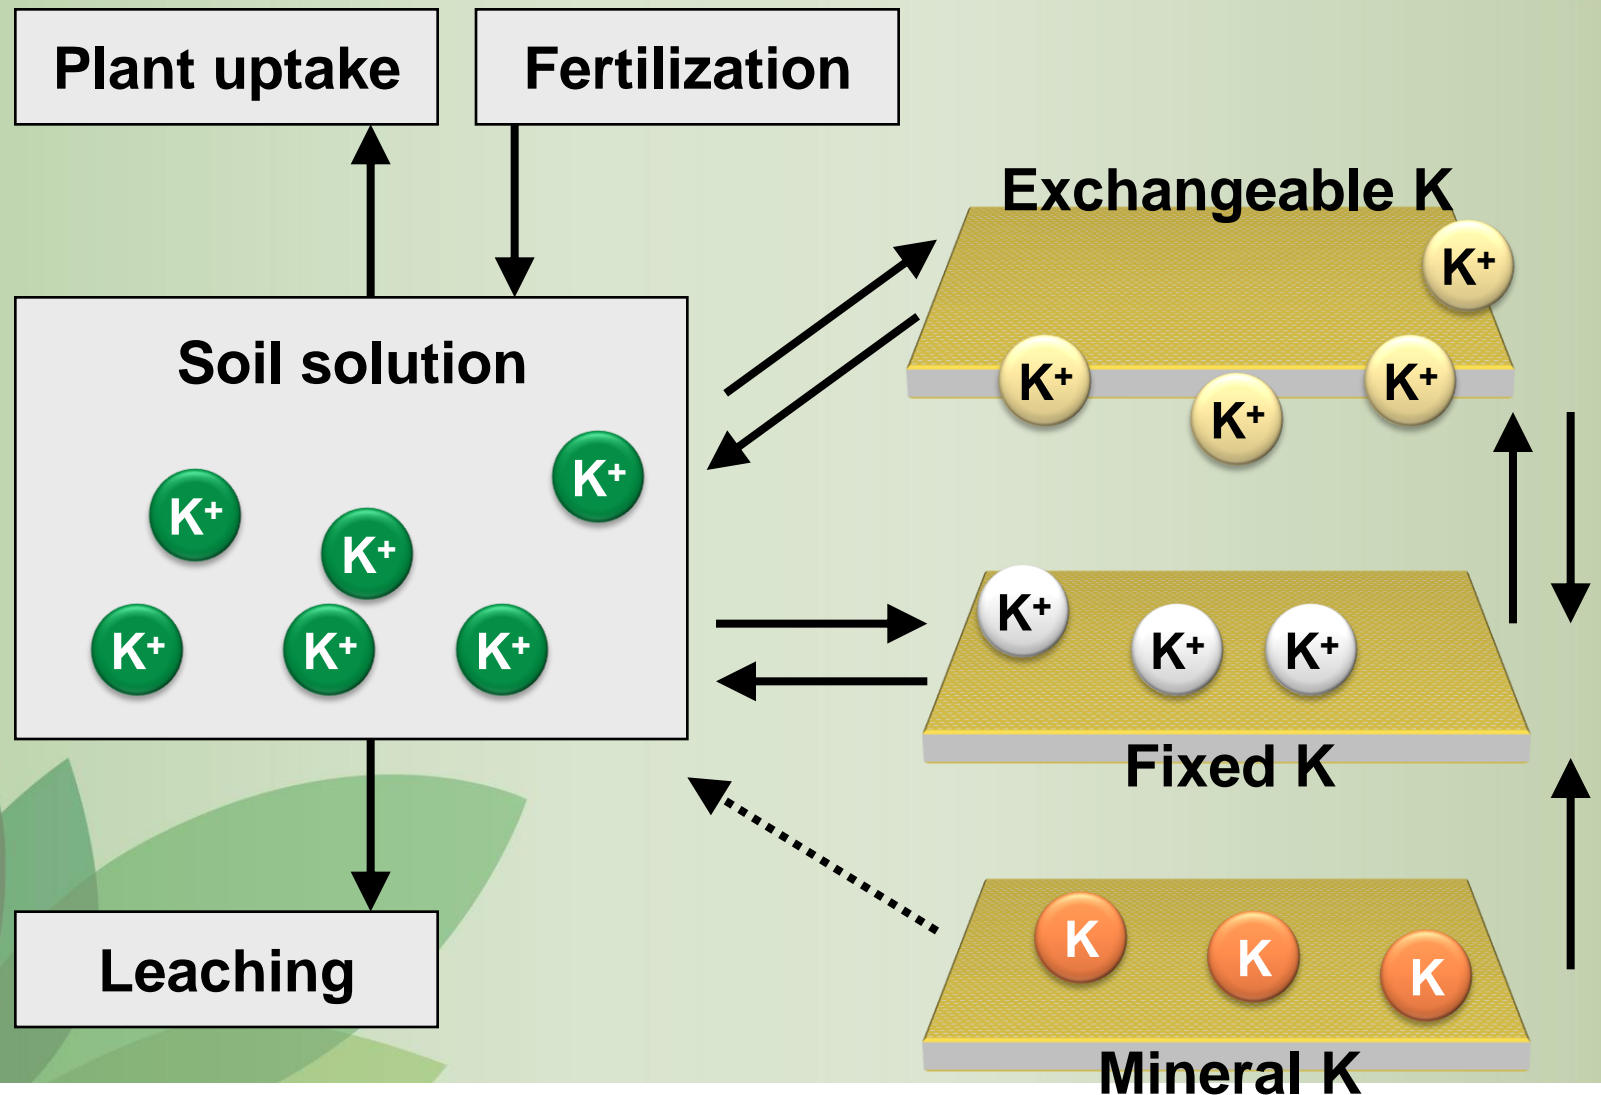 Plant uptake
Fertilization
Exchangeable K
K+
Soil solution
K+
K+
K+
K+
K+
K+
K+
K+
K+
K+
K+
K+
K+
Fixed K
K
K
K
Leaching
Mineral K